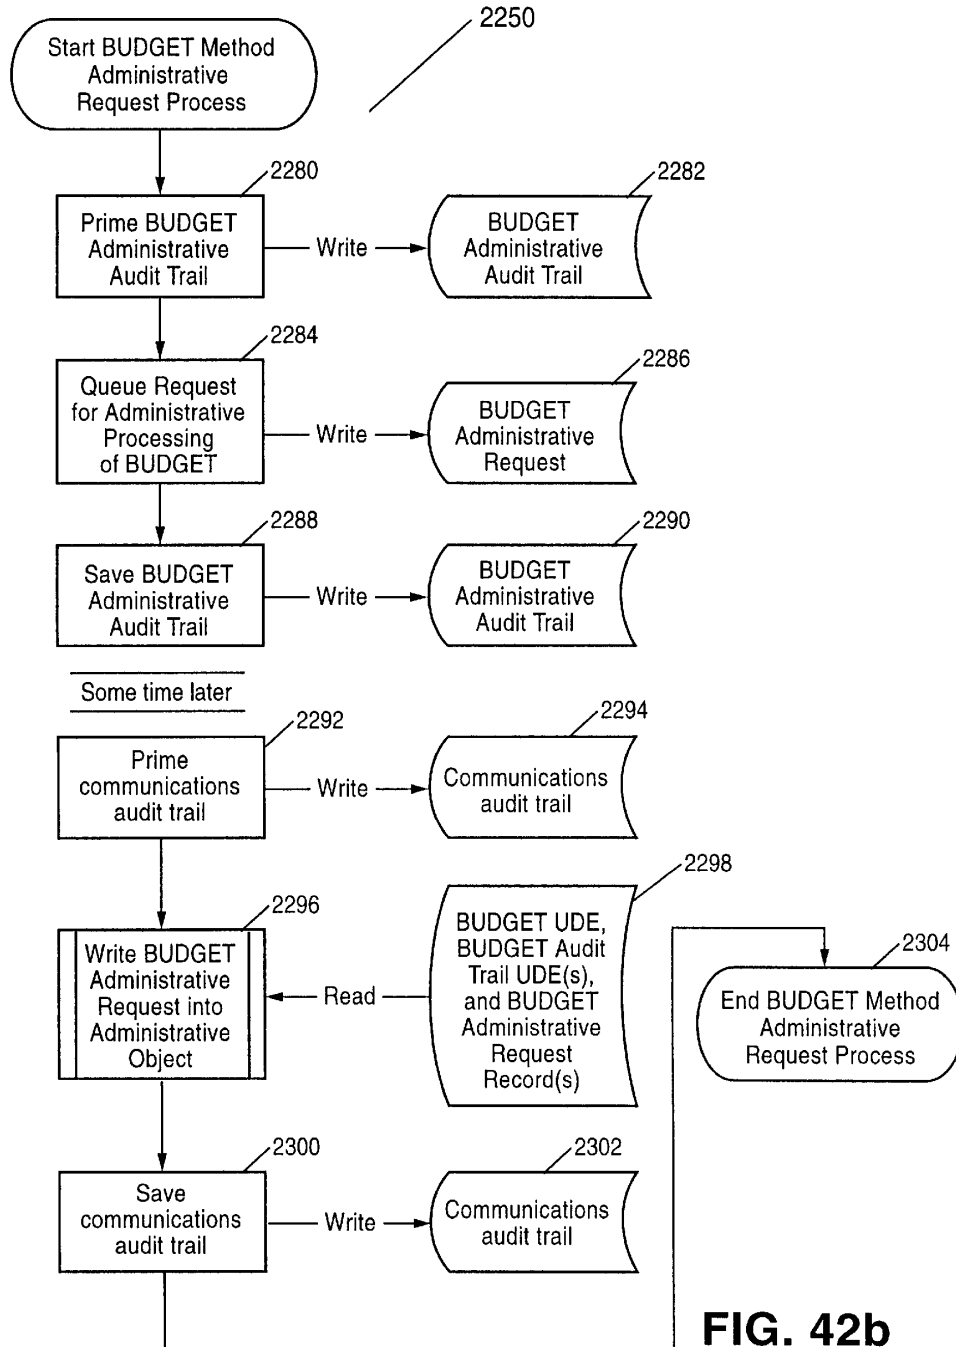 2250
Start BUDGET Method
Administrative
Request Process
2280
Prime BUDGET
Administrative
Audit Trail
Write
2282
BUDGET
Administrative
Audit Trail
2284
Queue Request
for Administrative
Processing
of BUDGET
Write
2286
BUDGET
Administrative
Request
2288
Save BUDGET
Administrative
Audit Trail
Write
2290
BUDGET
Administrative
Audit Trail
Some time later
2292
Prime
communications
audit trail
Write
2294
Communications
audit trail
2296
Write BUDGET
Administrative
Request into
Administrative
Object
Read
2298
BUDGET UDE,
BUDGET Audit
Trail UDE(s),
and BUDGET
Administrative
Request
Record(s)
2300
Save
communications
audit trail
Write
2302
Communications
audit trail
2304
End BUDGET Method
Administrative
Request Process
FIG. 42b